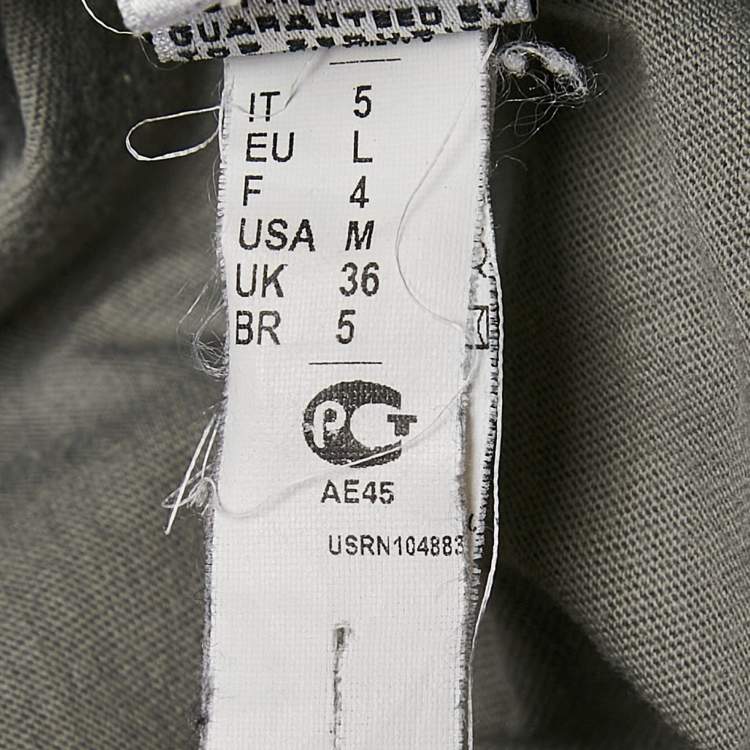 GUARANTEED BY
IT 5
EU L
F 4
USA M
UK 36
BR 5
PCT
AE45
USRN104883